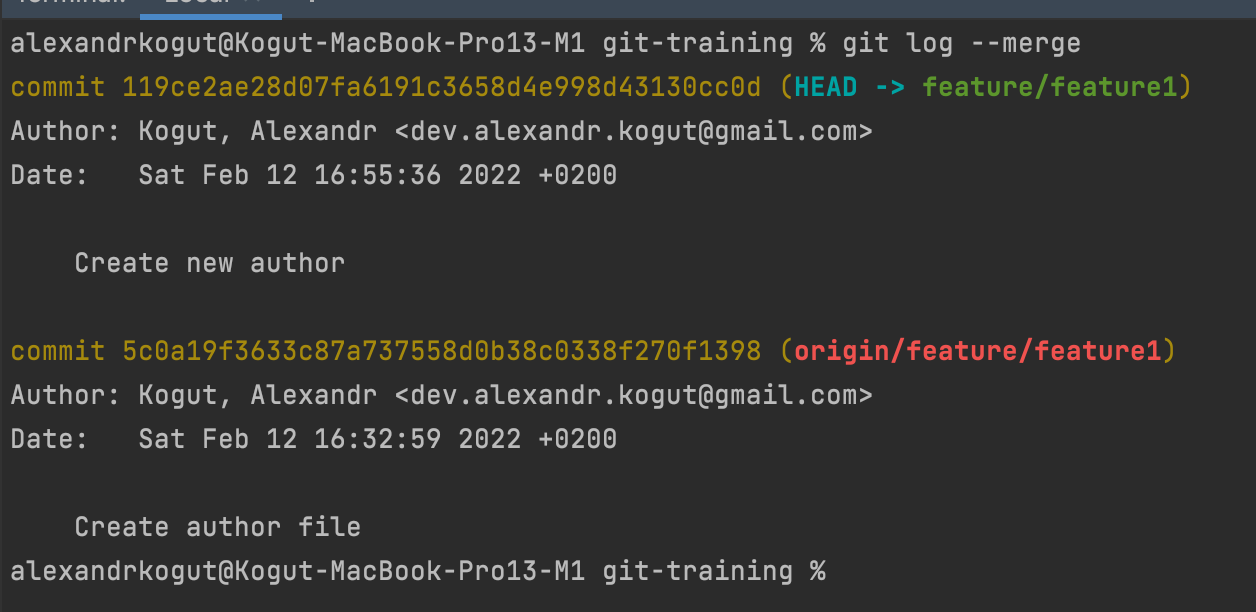 alexandrkogut@Kogut-MacBook-Pro13-M1 git-training % git log --merge
commit 119ce2ae28d07fa6191c3658d4e998d43130cc0d (HEAD -> feature/feature1)
Author: Kogut, Alexandr <dev.alexandr.kogut@gmail.com>
Date:   Sat Feb 12 16:55:36 2022 +0200
    Create new author
commit 5c0a19f3633c87a737558d0b38c0338f270f1398 (origin/feature/feature1)
Author: Kogut, Alexandr <dev.alexandr.kogut@gmail.com>
Date:   Sat Feb 12 16:32:59 2022 +0200
    Create author file
alexandrkogut@Kogut-MacBook-Pro13-M1 git-training %